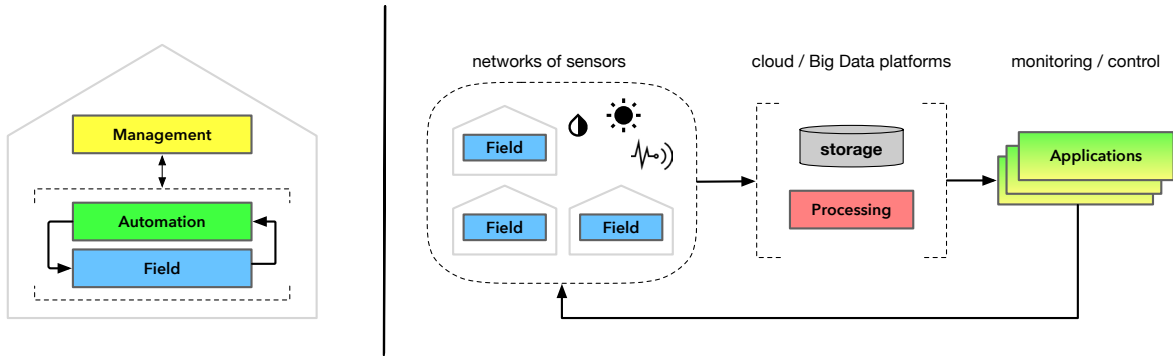 Management
Automation
Field
networks of sensors
cloud / Big Data platforms
monitoring / control
Field
Field
Field
storage
Processing
Applications